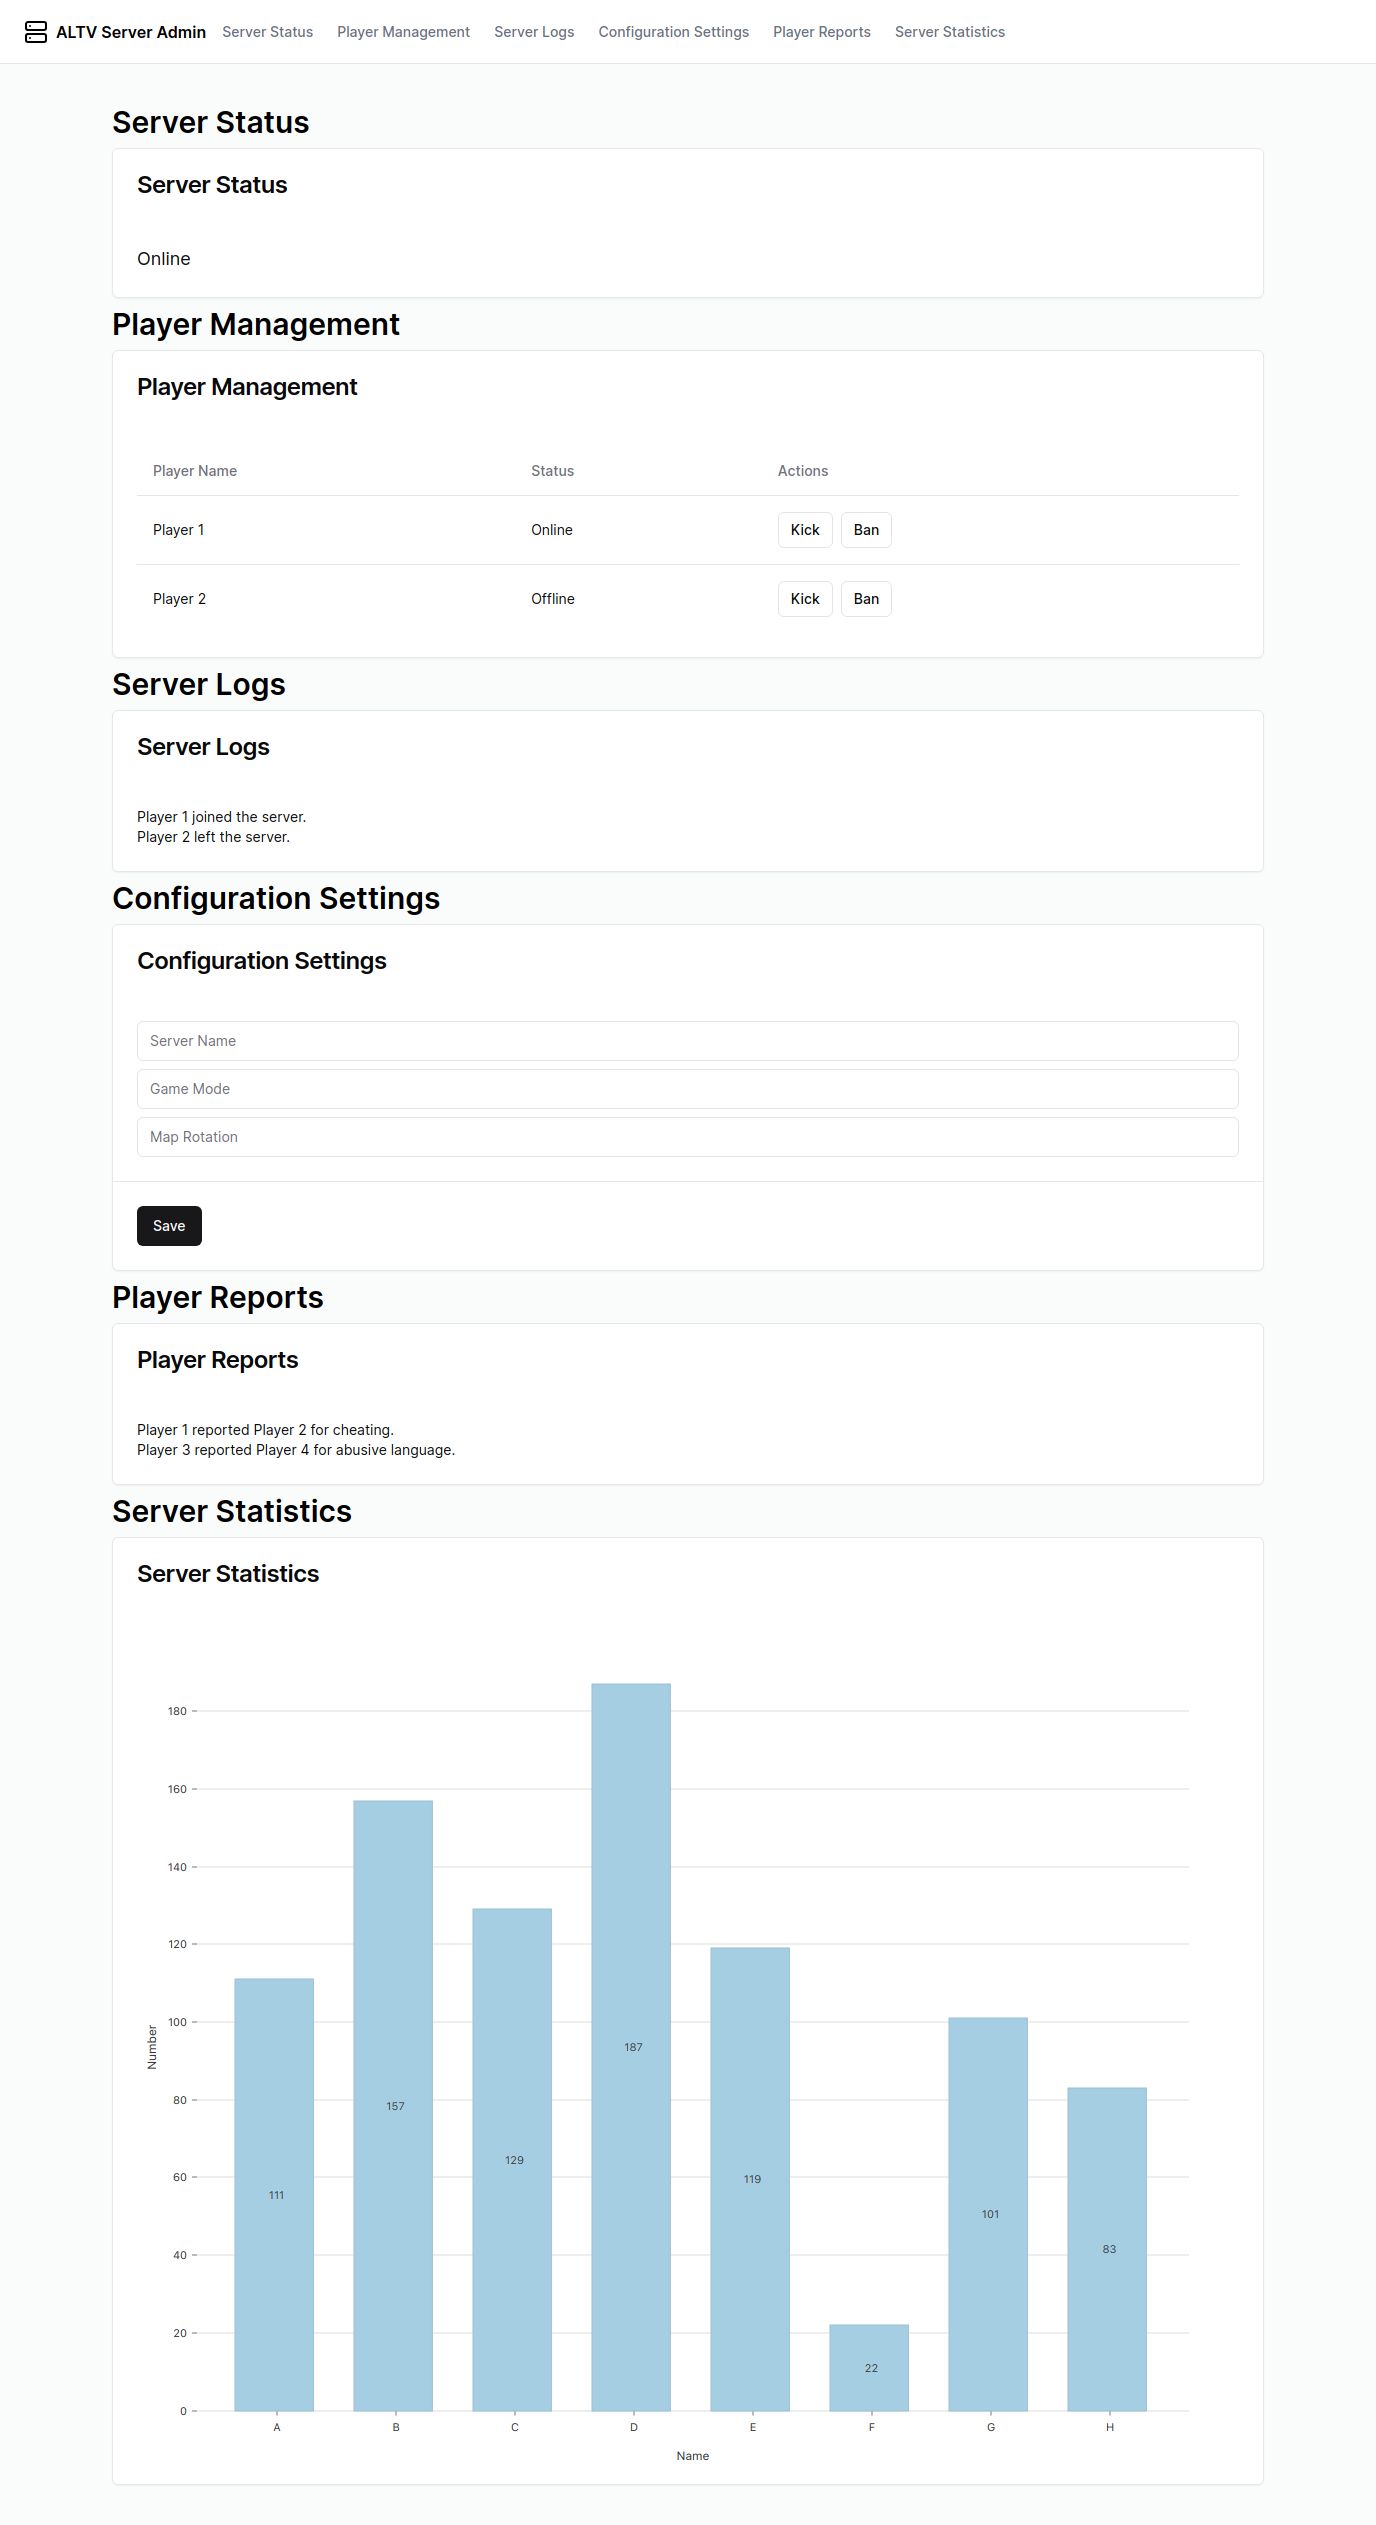 ALTV Server Admin Server Status Player Management Server Logs Configuration Settings Player Reports Server Statistics
Server Status
Server Status
Online
Player Management
Player Management
Player Name Status Actions
Player 1 Online Kick Ban
Player 2 Offline Kick Ban
Server Logs
Server Logs
Player 1 joined the server.
Player 2 left the server.
Configuration Settings
Configuration Settings
Server Name
Game Mode
Map Rotation
Save
Player Reports
Player Reports
Player 1 reported Player 2 for cheating.
Player 3 reported Player 4 for abusive language.
Server Statistics
Server Statistics
180
160
140
120
100
Number
187
80
157
129
60
119
111
101
40
83
20
22
0
A B C D E F G H
Name